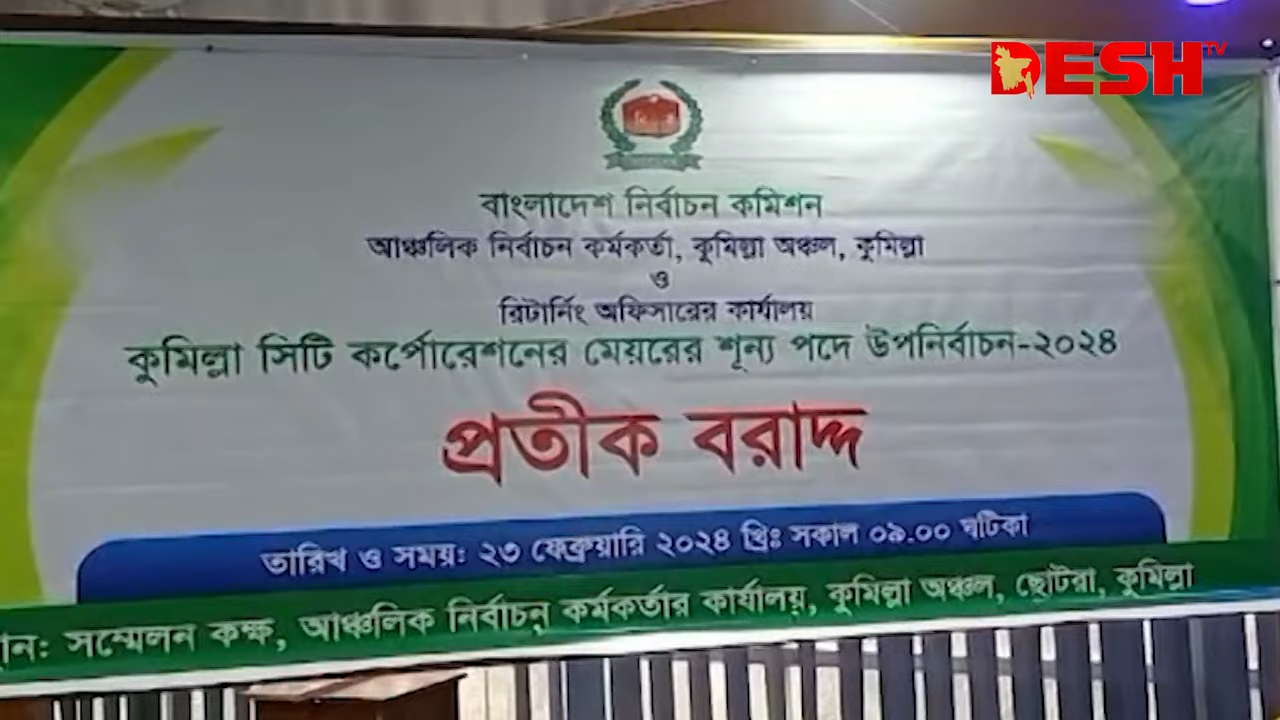 DESH TV
বাংলাদেশ নির্বাচন কমিশন
আঞ্চলিক নির্বাচন কর্মকর্তা, কুমিল্লা অঞ্চল, কুমিল্লা
ও
রিটার্নিং অফিসারের কার্যালয়
কুমিল্লা সিটি কর্পোরেশনের মেয়রের শূন্য পদে উপনির্বাচন-২০২৪
প্রতীক বরাদ্দ
তারিখ ও সময়: ২৩ ফেব্রুয়ারি ২০২৪ খ্রিঃ সকাল ০৯.০০ ঘটিকা
সম্মেলন কক্ষ, আঞ্চলিক নির্বাচন কর্মকর্তার কার্যালয়, কুমিল্লা অঞ্চল, ছোটরা, কুমিল্লা